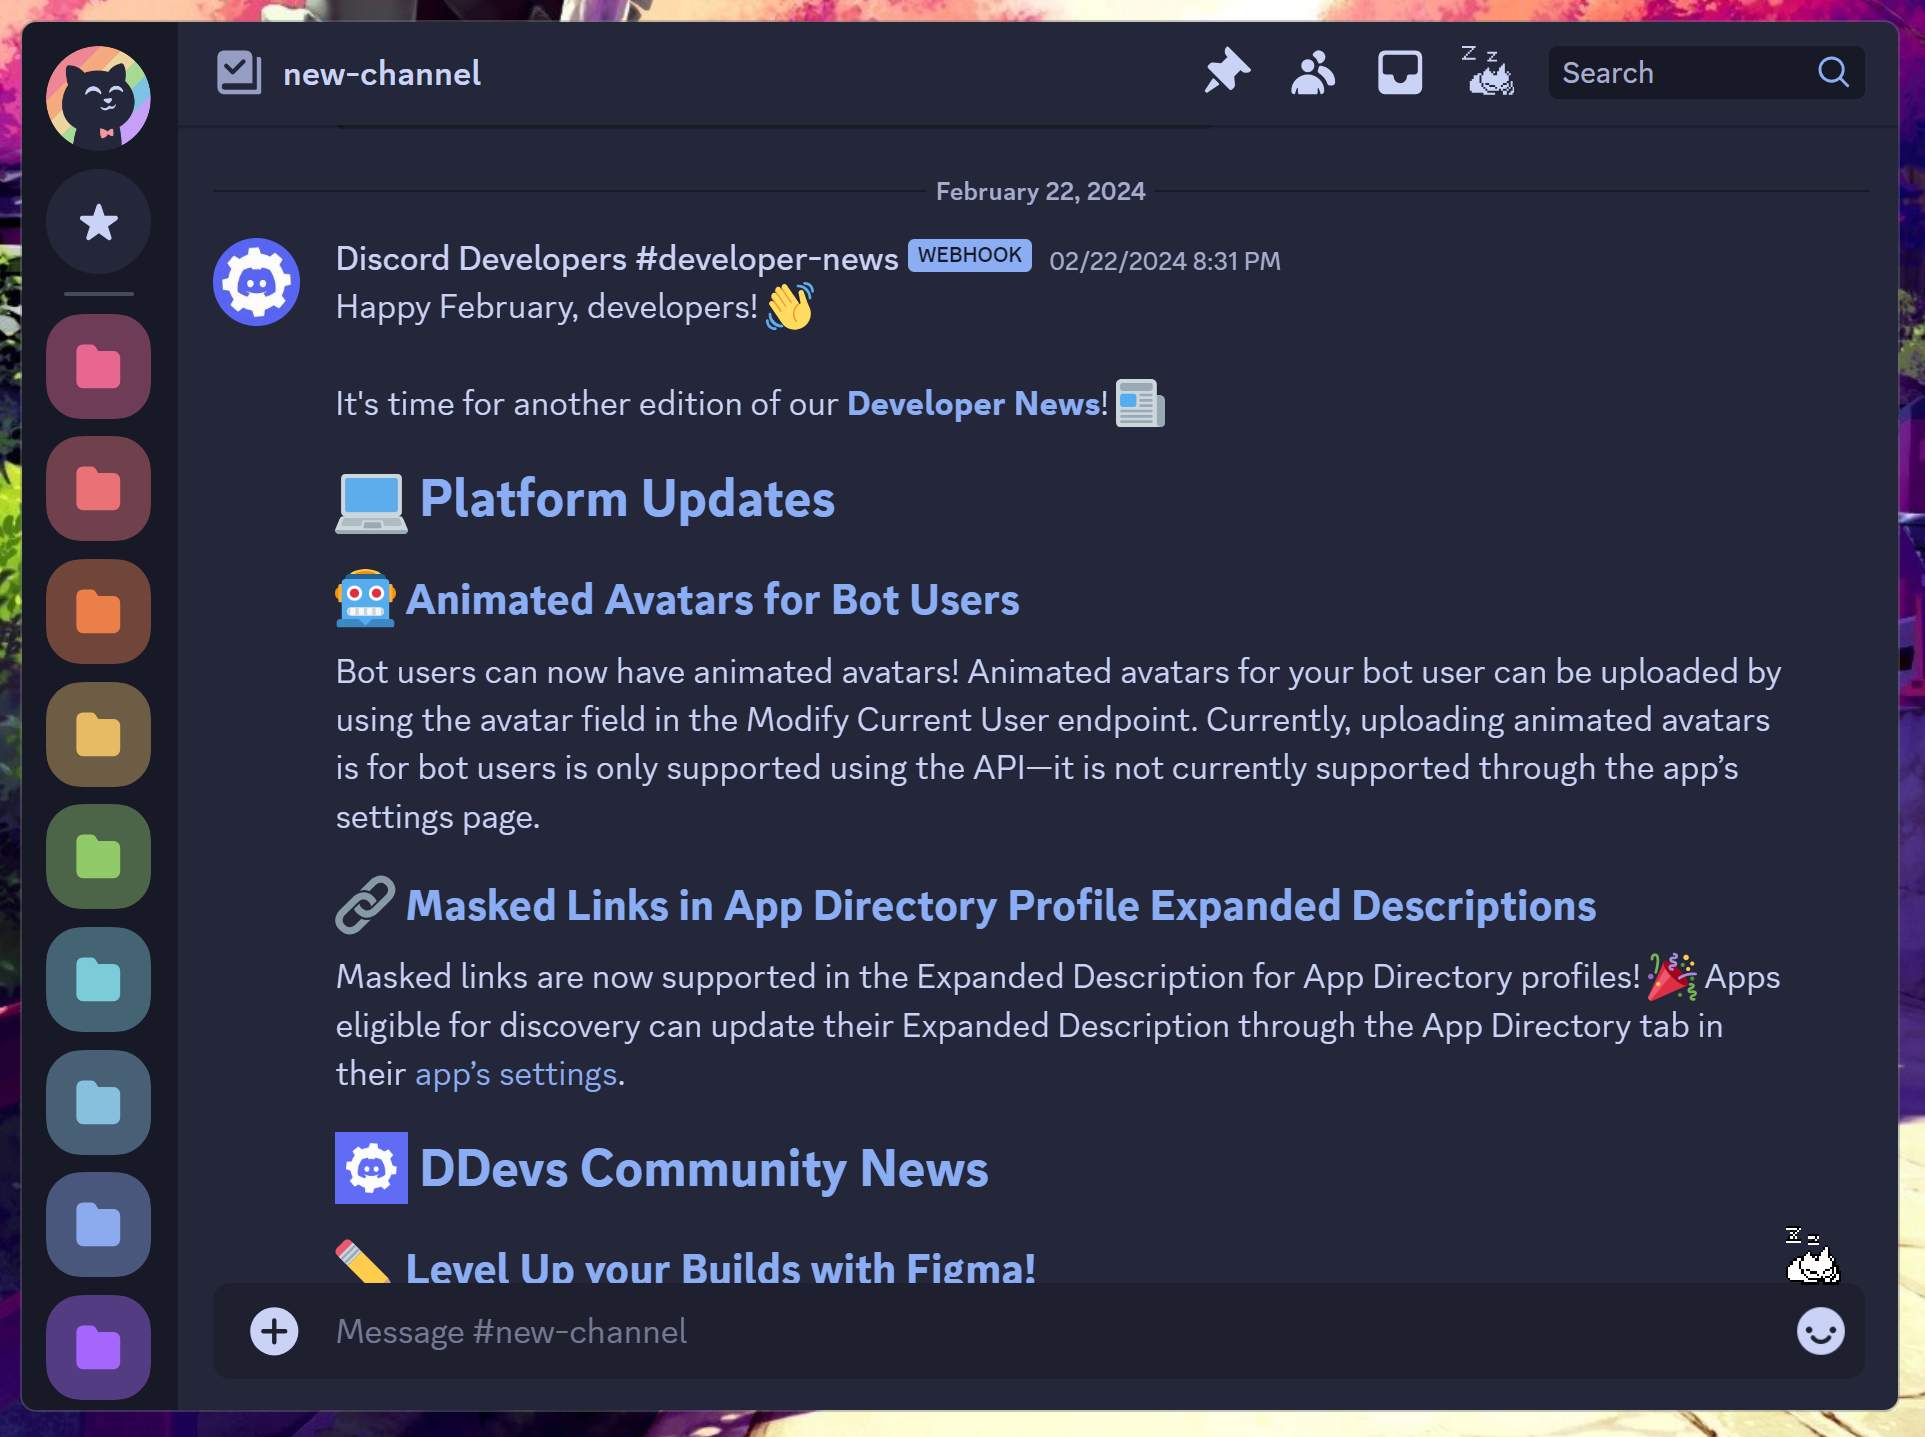 new-channel
Search
February 22, 2024
Discord Developers #developer-news WEBHOOK 02/22/2024 8:31 PM
Happy February, developers! 👋
It's time for another edition of our Developer News! 📰
💻 Platform Updates
🤖 Animated Avatars for Bot Users
Bot users can now have animated avatars! Animated avatars for your bot user can be uploaded by
using the avatar field in the Modify Current User endpoint. Currently, uploading animated avatars
is for bot users is only supported using the API—it is not currently supported through the app’s
settings page.
🔗 Masked Links in App Directory Profile Expanded Descriptions
Masked links are now supported in the Expanded Description for App Directory profiles! 🎉 Apps
eligible for discovery can update their Expanded Description through the App Directory tab in
their app’s settings.
DDevs Community News
✏️ Level Up your Builds with Figma!
Message #new-channel